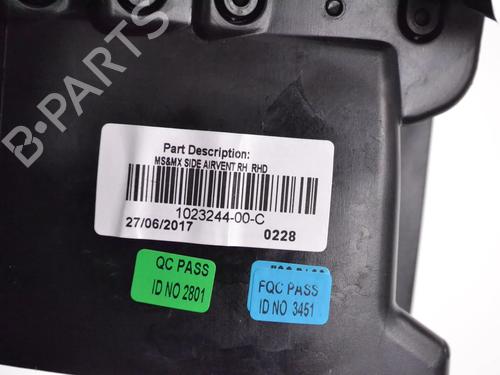 B-PARTS
Part Description:
MS&MX SIDE AIRVENT RH RHD
1023244-00-C
27/06/2017 0228
QC PASS
ID NO 2801
FQC PASS
ID NO 3451